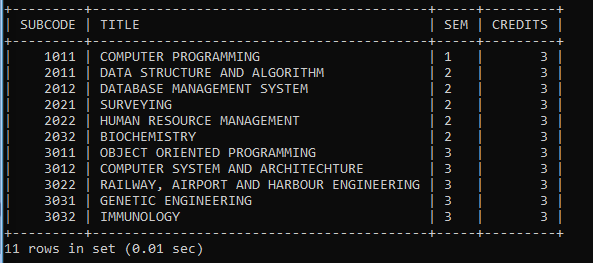 SUBCODE | TITLE | SEM | CREDITS
1011 | COMPUTER PROGRAMMING | 1 | 3
2011 | DATA STRUCTURE AND ALGORITHM | 2 | 3
2012 | DATABASE MANAGEMENT SYSTEM | 2 | 3
2021 | SURVEYING | 2 | 3
2022 | HUMAN RESOURCE MANAGEMENT | 2 | 3
2032 | BIOCHEMISTRY | 2 | 3
3011 | OBJECT ORIENTED PROGRAMMING | 3 | 3
3012 | COMPUTER SYSTEM AND ARCHITECHTURE | 3 | 3
3022 | RAILWAY, AIRPORT AND HARBOUR ENGINEERING | 3 | 3
3031 | GENETIC ENGINEERING | 3 | 3
3032 | IMMUNOLOGY | 3 | 3
11 rows in set (0.01 sec)